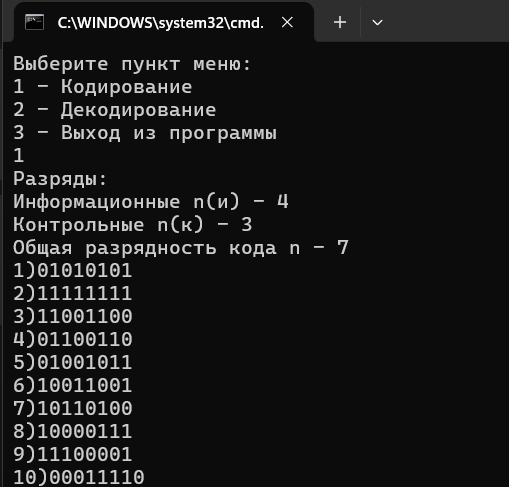 C:\WINDOWS\system32\cmd.
Выберите пункт меню:
1 - Кодирование
2 - Декодирование
3 - Выход из программы
1
Разряды:
Информационные n(и) - 4
Контрольные n(к) - 3
Общая разрядность кода n - 7
1)01010101
2)11111111
3)11001100
4)01100110
5)01001011
6)10011001
7)10110100
8)10000111
9)11100001
10)00011110